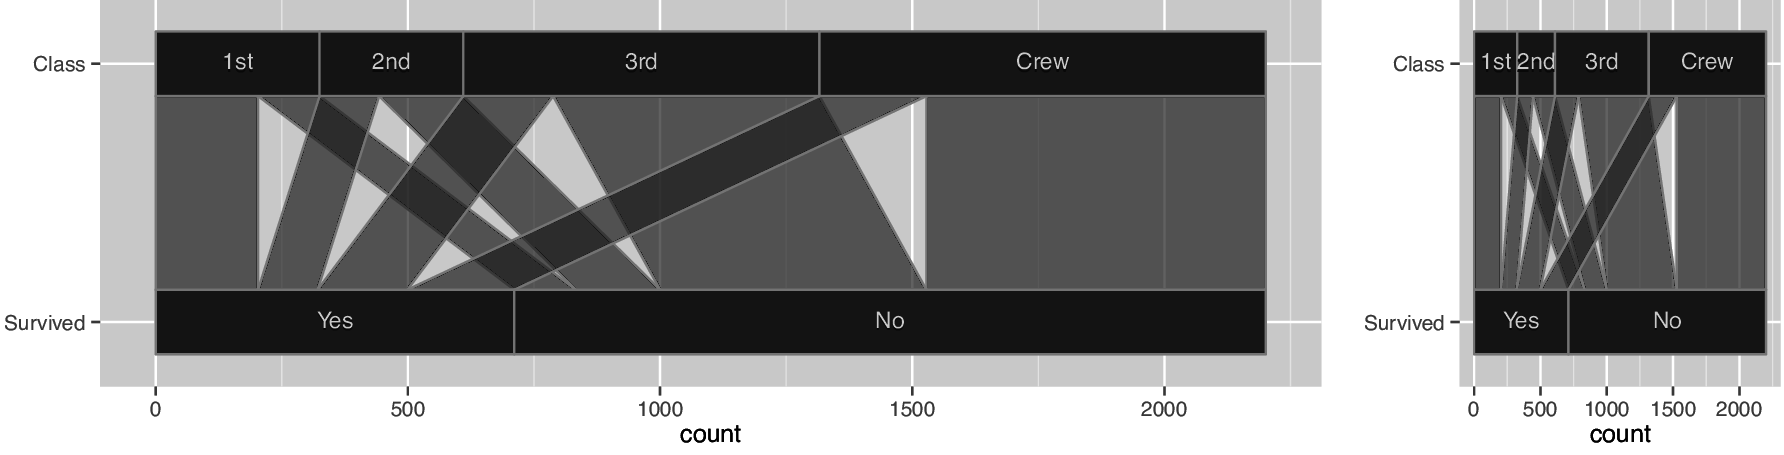 Class 1st 2nd 3rd Crew
Survived Yes No
0 500 1000 1500 2000
count
Class 1st 2nd 3rd Crew
Survived Yes No
0 500 1000 1500 2000
count